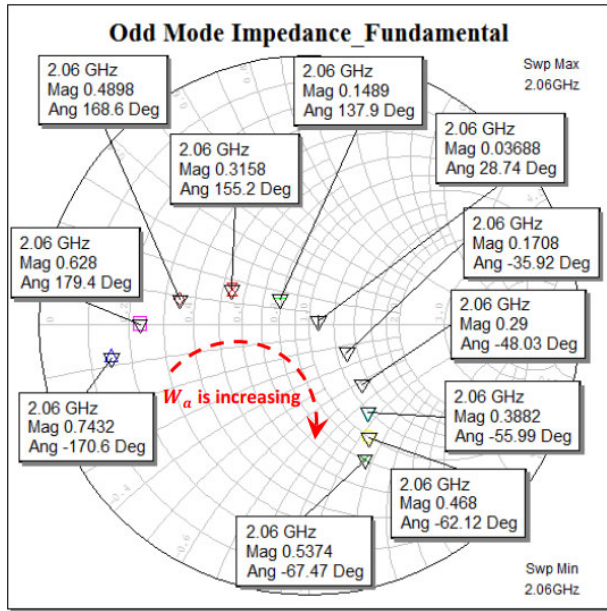 Odd Mode Impedance_Fundamental
Swp Max
2.06GHz
2.06 GHz
Mag 0.4898
Ang 168.6 Deg
2.06 GHz
Mag 0.1489
Ang 137.9 Deg
2.06 GHz
Mag 0.3158
Ang 155.2 Deg
2.06 GHz
Mag 0.03688
Ang 28.74 Deg
2.06 GHz
Mag 0.1708
Ang -35.92 Deg
2.06 GHz
Mag 0.628
Ang 179.4 Deg
2.06 GHz
Mag 0.29
Ang -48.03 Deg
Wₐ is increasing
2.06 GHz
Mag 0.7432
Ang -170.6 Deg
2.06 GHz
Mag 0.3882
Ang -55.99 Deg
2.06 GHz
Mag 0.468
Ang -62.12 Deg
2.06 GHz
Mag 0.5374
Ang -67.47 Deg
-0.4
-0.6
Swp Min
2.06GHz